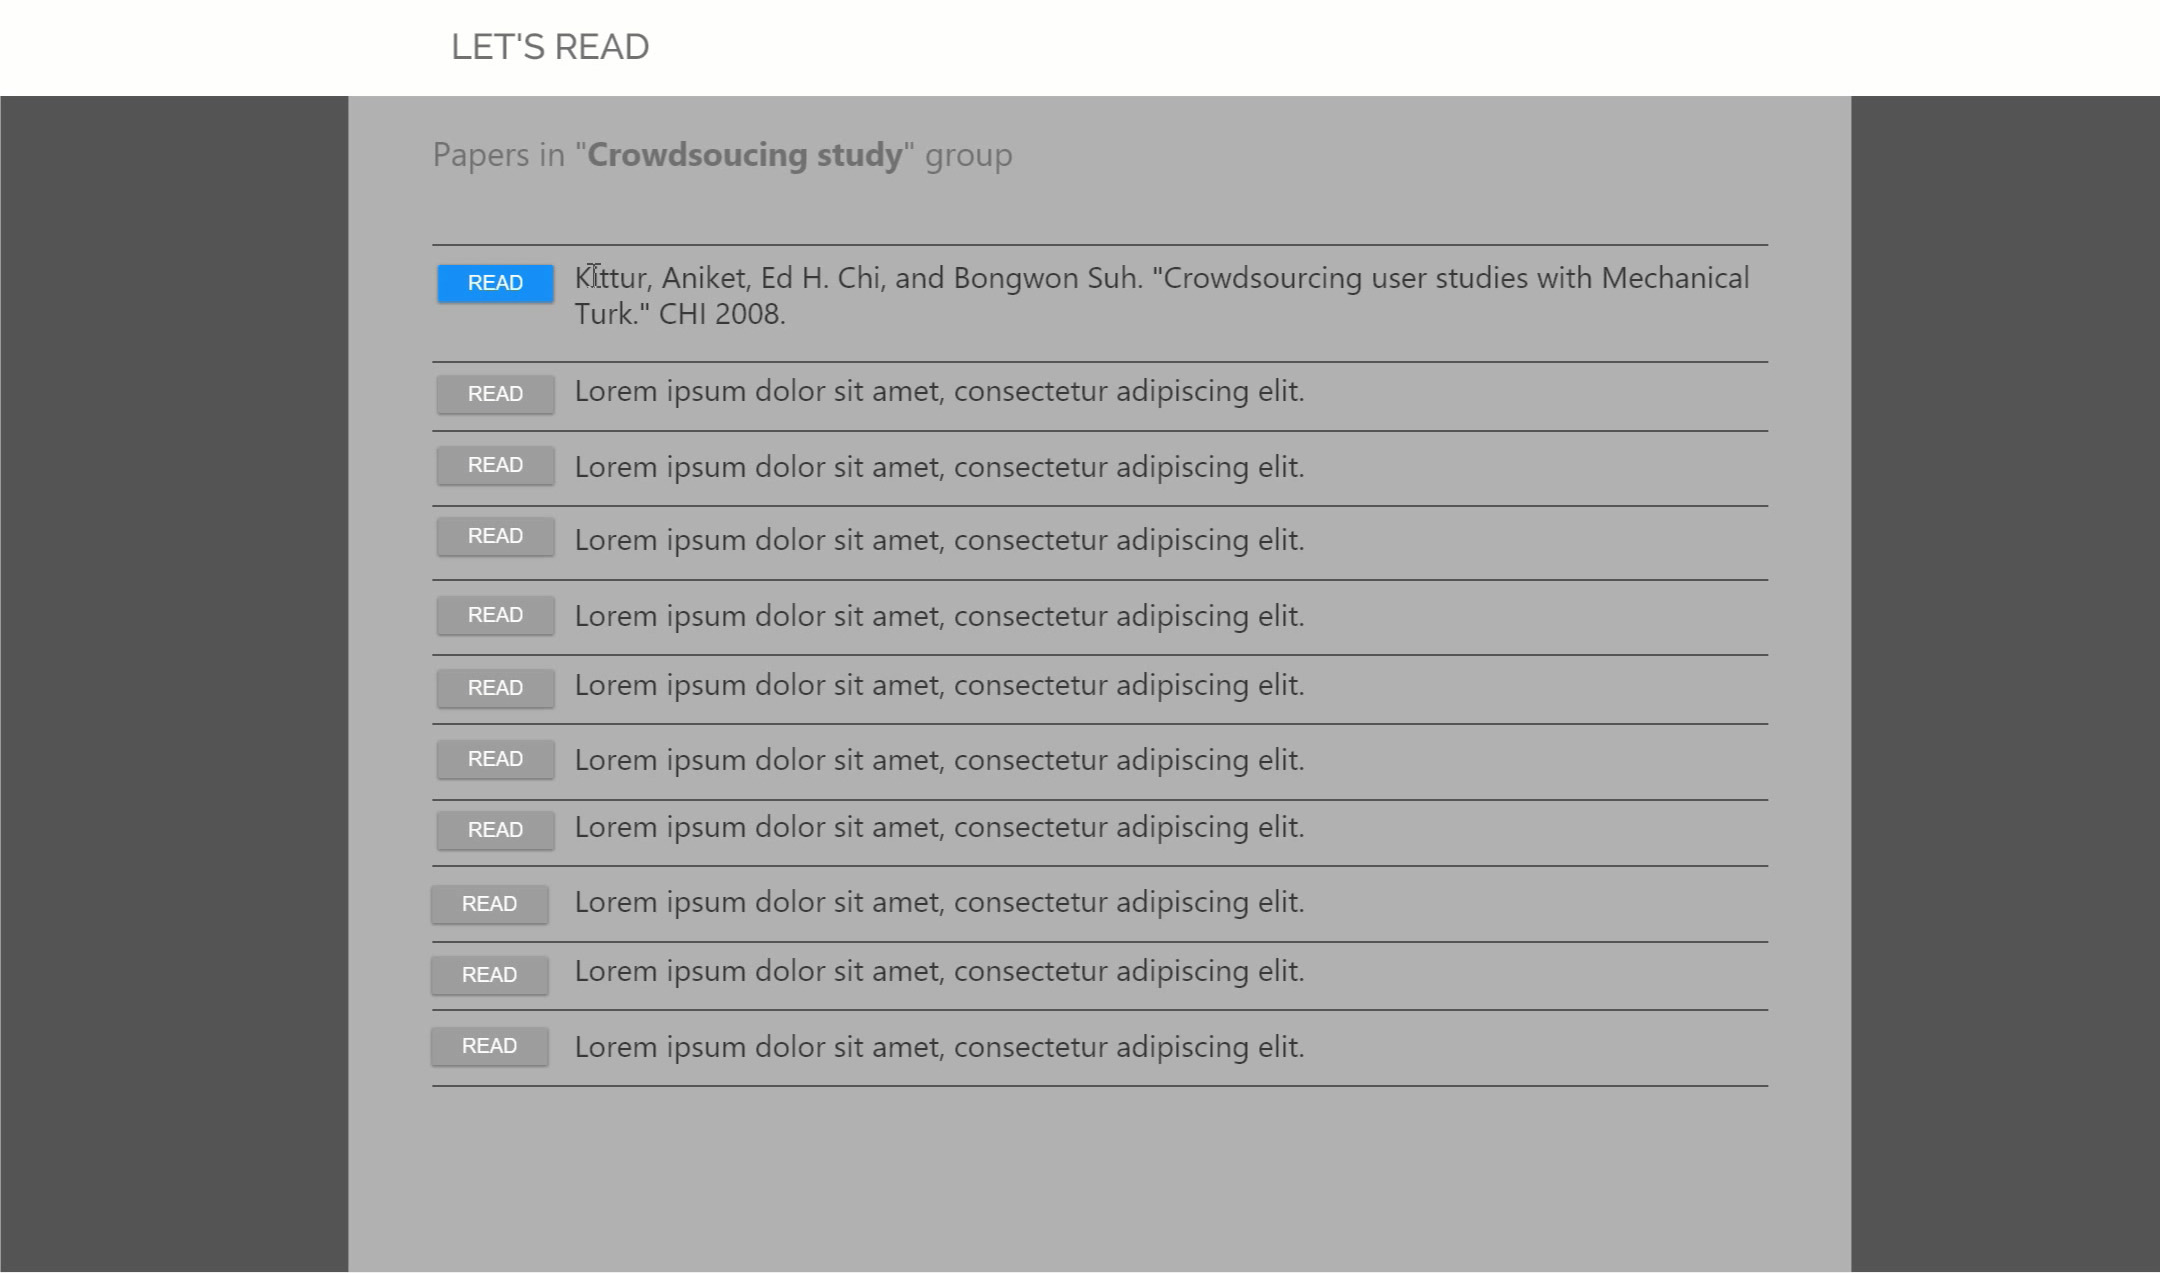 LET'S READ
Papers in "Crowdsoucing study" group
READ
Kittur, Aniket, Ed H. Chi, and Bongwon Suh. "Crowdsourcing user studies with Mechanical
Turk." CHI 2008.
READ
Lorem ipsum dolor sit amet, consectetur adipiscing elit.
READ
Lorem ipsum dolor sit amet, consectetur adipiscing elit.
READ
Lorem ipsum dolor sit amet, consectetur adipiscing elit.
READ
Lorem ipsum dolor sit amet, consectetur adipiscing elit.
READ
Lorem ipsum dolor sit amet, consectetur adipiscing elit.
READ
Lorem ipsum dolor sit amet, consectetur adipiscing elit.
READ
Lorem ipsum dolor sit amet, consectetur adipiscing elit.
READ
Lorem ipsum dolor sit amet, consectetur adipiscing elit.
READ
Lorem ipsum dolor sit amet, consectetur adipiscing elit.
READ
Lorem ipsum dolor sit amet, consectetur adipiscing elit.